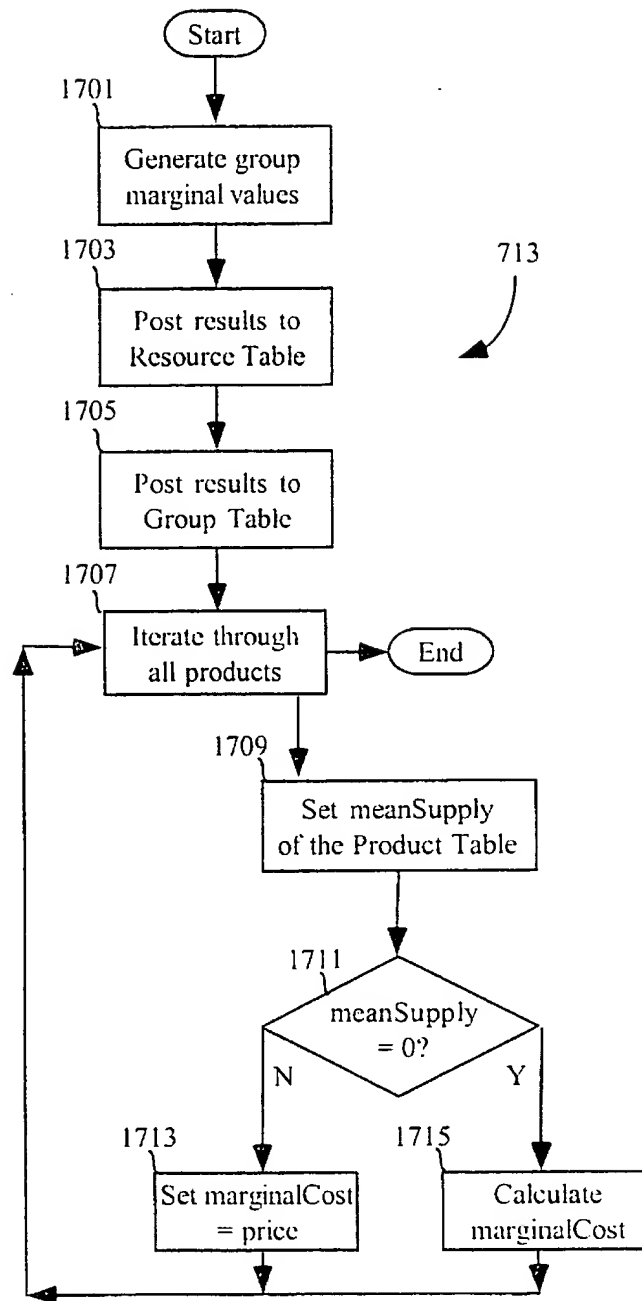 Start
1701
Generate group
marginal values
1703
713
Post results to
Resource Table
1705
Post results to
Group Table
1707
Iterate through
all products
End
1709
Set meanSupply
of the Product Table
1711
meanSupply
= 0?
N
Y
1713
Set marginalCost
= price
1715
Calculate
marginalCost